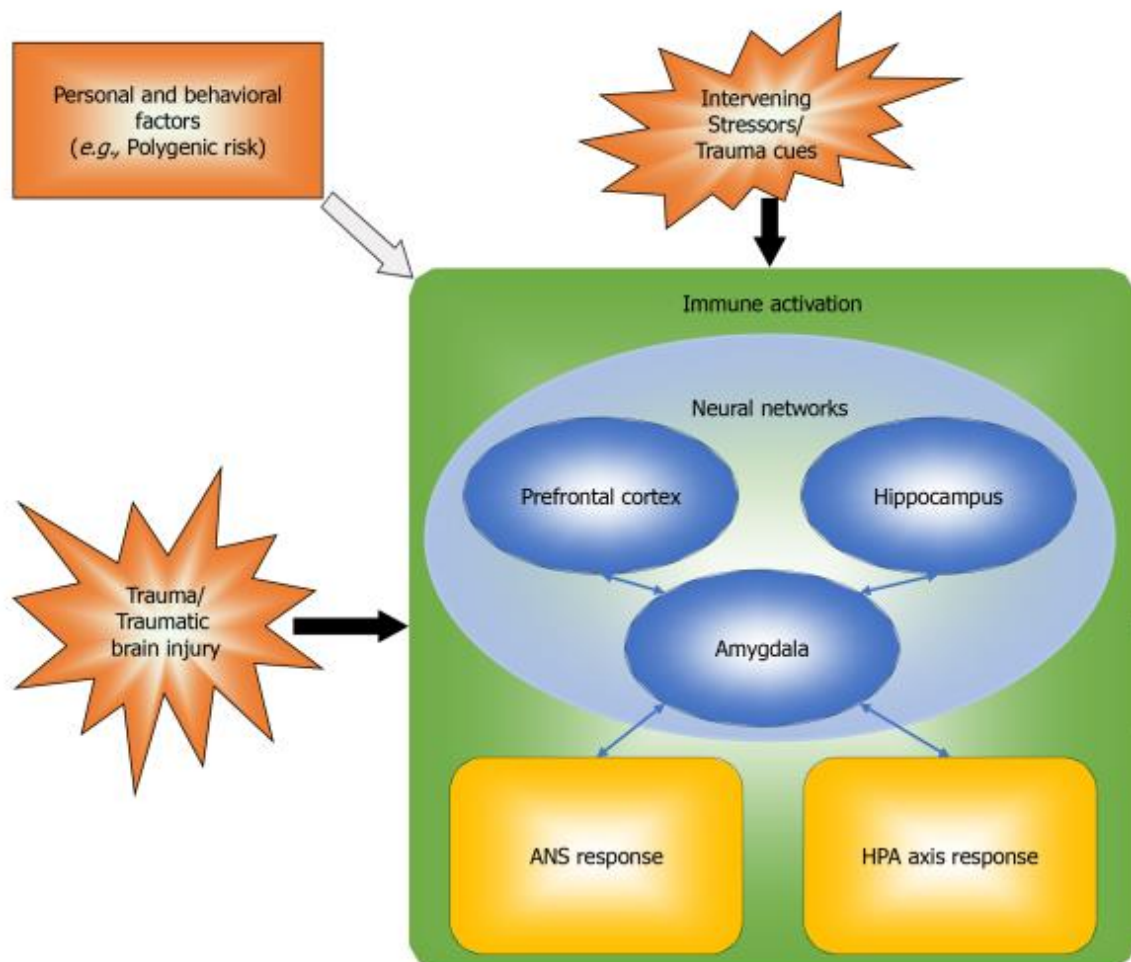 Personal and behavioral
factors
(e.g., Polygenic risk)
Intervening
Stressors/
Trauma cues
Immune activation
Neural networks
Prefrontal cortex
Hippocampus
Trauma/
Traumatic
brain injury
Amygdala
ANS response
HPA axis response